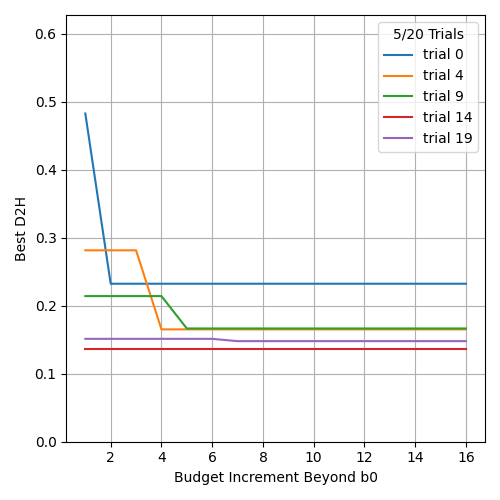 5/20 Trials
trial 0
trial 4
trial 9
trial 14
trial 19
Best D2H
0.6
0.5
0.4
0.3
0.2
0.1
0.0
2 4 6 8 10 12 14 16
Budget Increment Beyond b0